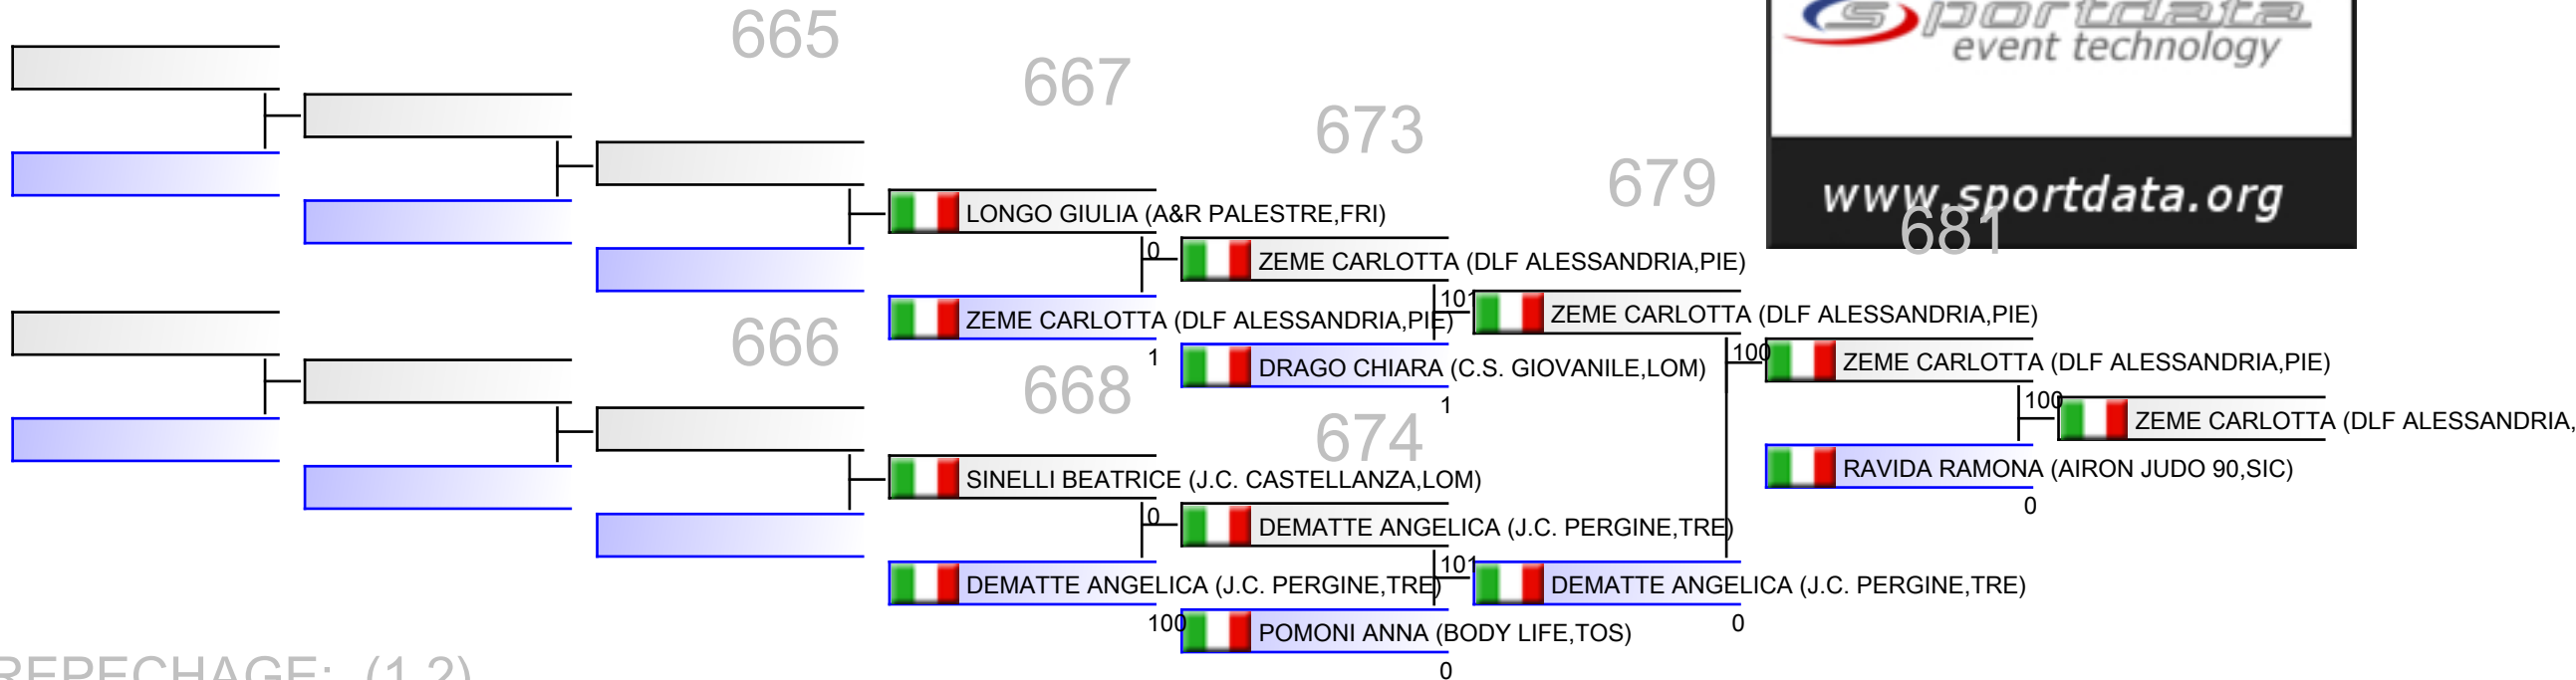 sportdata
event technology
www.sportdata.org
665
667
673
679
681
LONGO GIULIA (A&R PALESTRE,FRI)
0
ZEME CARLOTTA (DLF ALESSANDRIA,PIE)
101
ZEME CARLOTTA (DLF ALESSANDRIA,PIE)
ZEME CARLOTTA (DLF ALESSANDRIA,PIE)
1
DRAGO CHIARA (C.S. GIOVANILE,LOM)
1
100
ZEME CARLOTTA (DLF ALESSANDRIA,PIE)
100
ZEME CARLOTTA (DLF ALESSANDRIA,
RAVIDA RAMONA (AIRON JUDO 90,SIC)
0
666
668
674
SINELLI BEATRICE (J.C. CASTELLANZA,LOM)
0
DEMATTE ANGELICA (J.C. PERGINE,TRE)
101
DEMATTE ANGELICA (J.C. PERGINE,TRE)
DEMATTE ANGELICA (J.C. PERGINE,TRE)
100
0
POMONI ANNA (BODY LIFE,TOS)
0
REPECHAGE: (1,2)